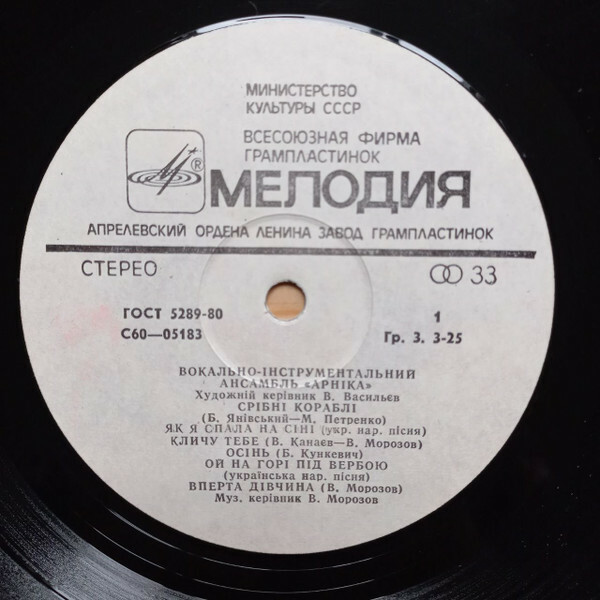 МИНИСТЕРСТВО
КУЛЬТУРЫ СССР
ВСЕСОЮЗНАЯ ФИРМА
ГРАМПЛАСТИНОК
®
МЕЛОДИЯ
АПРЕЛЕВСКИЙ ОРДЕНА ЛЕНИНА ЗАВОД ГРАМПЛАСТИНОК
СТЕРЕО 33
ГОСТ 5289-80 1
С60—05183 Гр. 3. 3-25
ВОКАЛЬНО-ІНСТРУМЕНТАЛЬНИЙ
АНСАМБЛЬ «АРНІКА»
Художній керівник В. Васильєв
СРІБНІ КОРАБЛІ
(Б. Янівський—М. Петренко)
ЯК Я СПАЛА НА СІНІ (укр. нар. пісня)
КЛИЧУ ТЕБЕ (В. Канаєв—В. Морозов)
ОСІНЬ (Б. Кункевич)
ОЙ НА ГОРІ ПІД ВЕРБОЮ
(українська нар. пісня)
ВПЕРТА ДІВЧИНА (В. Морозов)
Муз. керівник В. Морозов